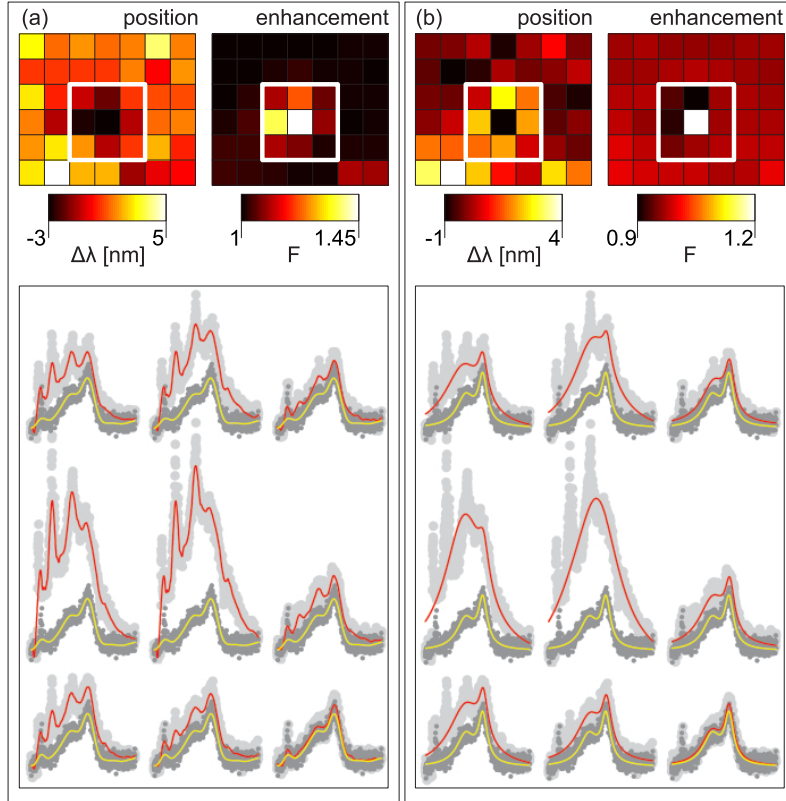 (a) position enhancement
-3 5 1 1.45
Δλ [nm] F
(b) position enhancement
-1 4 0.9 1.2
Δλ [nm] F